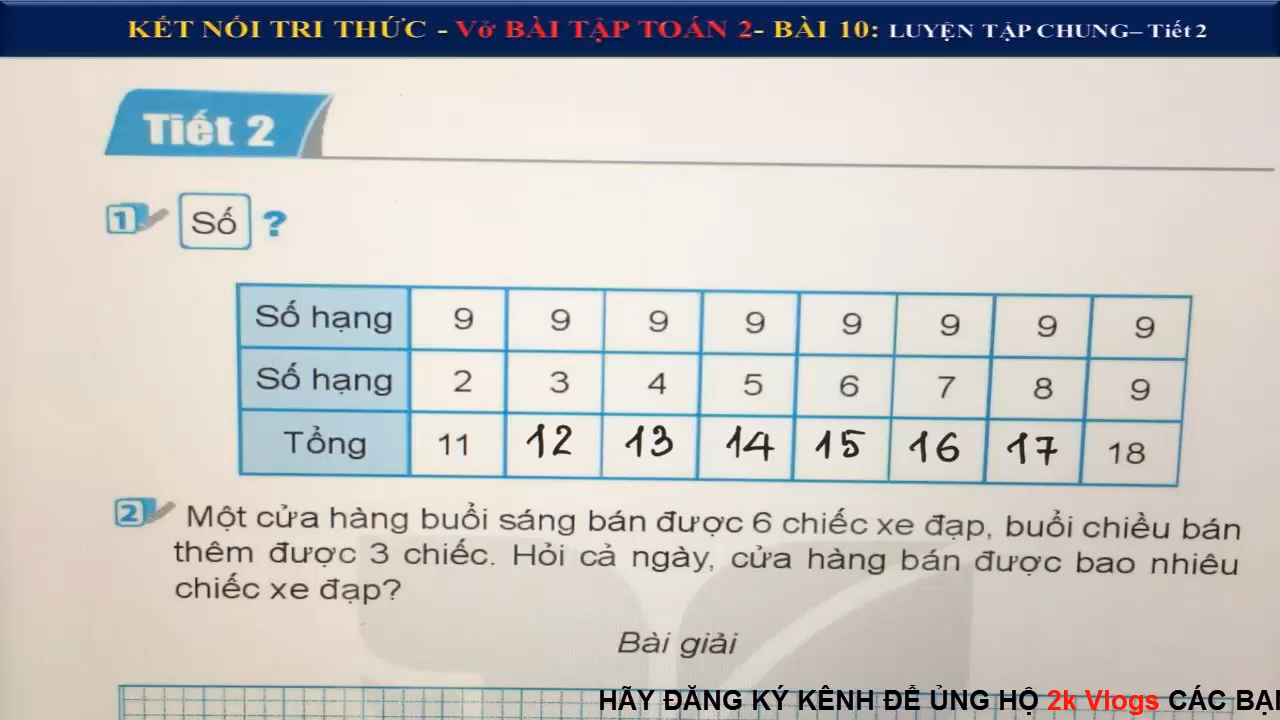 KẾT NỐI TRI THỨC - Vở BÀI TẬP TOÁN 2- BÀI 10: LUYỆN TẬP CHUNG– Tiết 2
Tiết 2
1 Số ?
Số hạng 9 9 9 9 9 9 9 9
Số hạng 2 3 4 5 6 7 8 9
Tổng 11 12 13 14 15 16 17 18
2 Một cửa hàng buổi sáng bán được 6 chiếc xe đạp, buổi chiều bán
thêm được 3 chiếc. Hỏi cả ngày, cửa hàng bán được bao nhiêu
chiếc xe đạp?
Bài giải
HÃY ĐĂNG KÝ KÊNH ĐỂ ỦNG HỘ 2k Vlogs CÁC BẠ